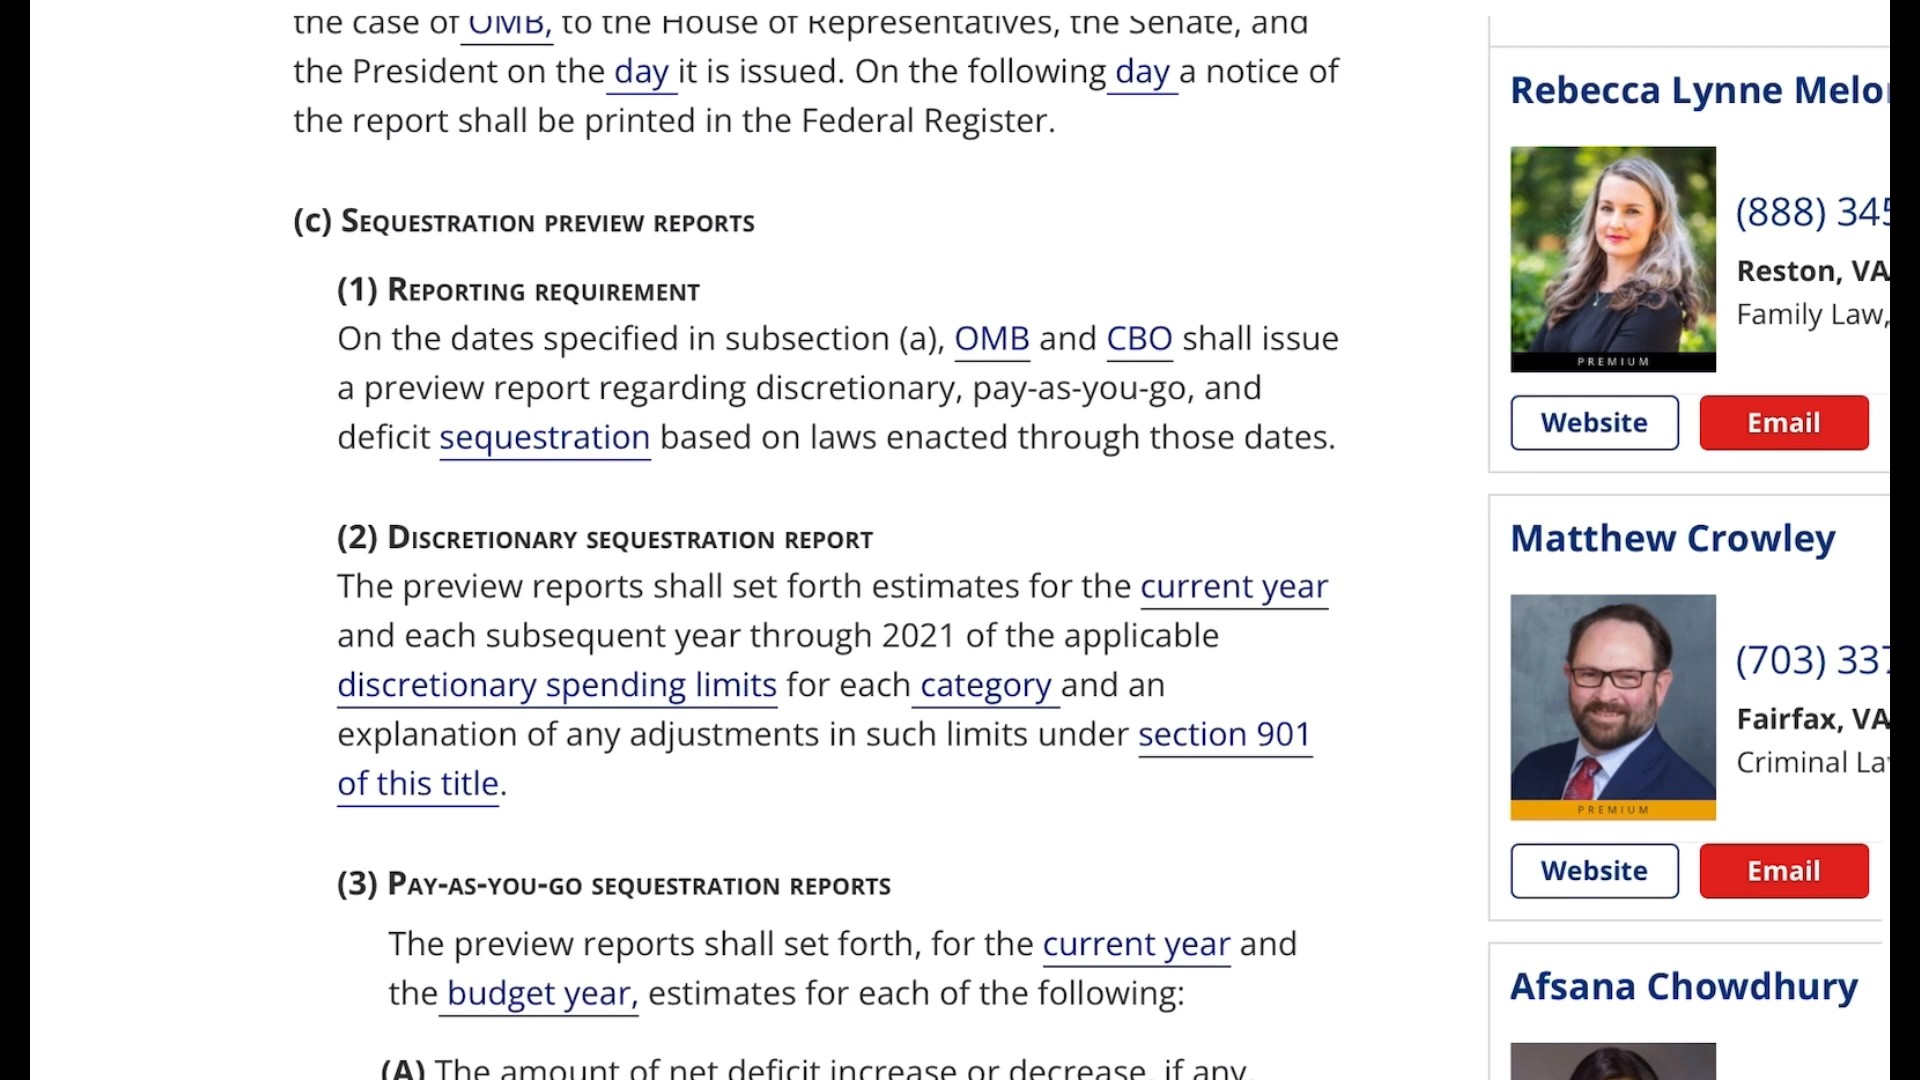 the case of OMB, to the House of Representatives, the Senate, and
the President on the day it is issued. On the following day a notice of
the report shall be printed in the Federal Register.
(c) Sequestration preview reports
(1) Reporting requirement
On the dates specified in subsection (a), OMB and CBO shall issue
a preview report regarding discretionary, pay-as-you-go, and
deficit sequestration based on laws enacted through those dates.
(2) Discretionary sequestration report
The preview reports shall set forth estimates for the current year
and each subsequent year through 2021 of the applicable
discretionary spending limits for each category and an
explanation of any adjustments in such limits under section 901
of this title.
(3) Pay-as-you-go sequestration reports
The preview reports shall set forth, for the current year and
the budget year, estimates for each of the following:
(A) The amount of net deficit increase or decrease, if any,
Rebecca Lynne
PREMIUM
(888) 345
Reston, VA
Family Law,
Website
Email
Matthew Crowley
PREMIUM
(703) 337
Fairfax, VA
Criminal
Website
Email
Afsana Chowdhury